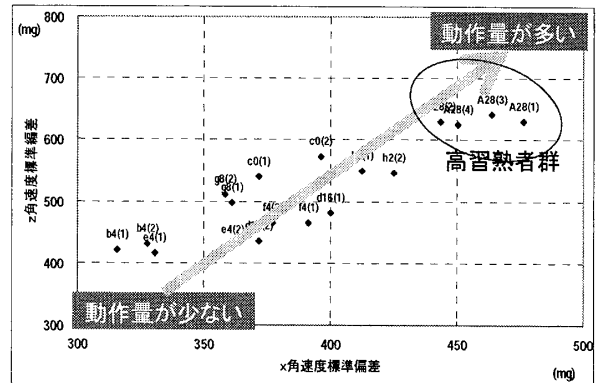 (mg)
800
700
600
500
400
300
z角速度標準偏差
動作量が多い
A28(4)
A28(3)
A28(1)
高習熟者群
c0(2)
c0(1)
h2(2)
g8(2)
g8(1)
d16(1)
f4(1)
e4(2)
b4(1)
b4(2)
e4(1)
動作量が少ない
300
350
400
450
500
x角速度標準偏差
(mg)